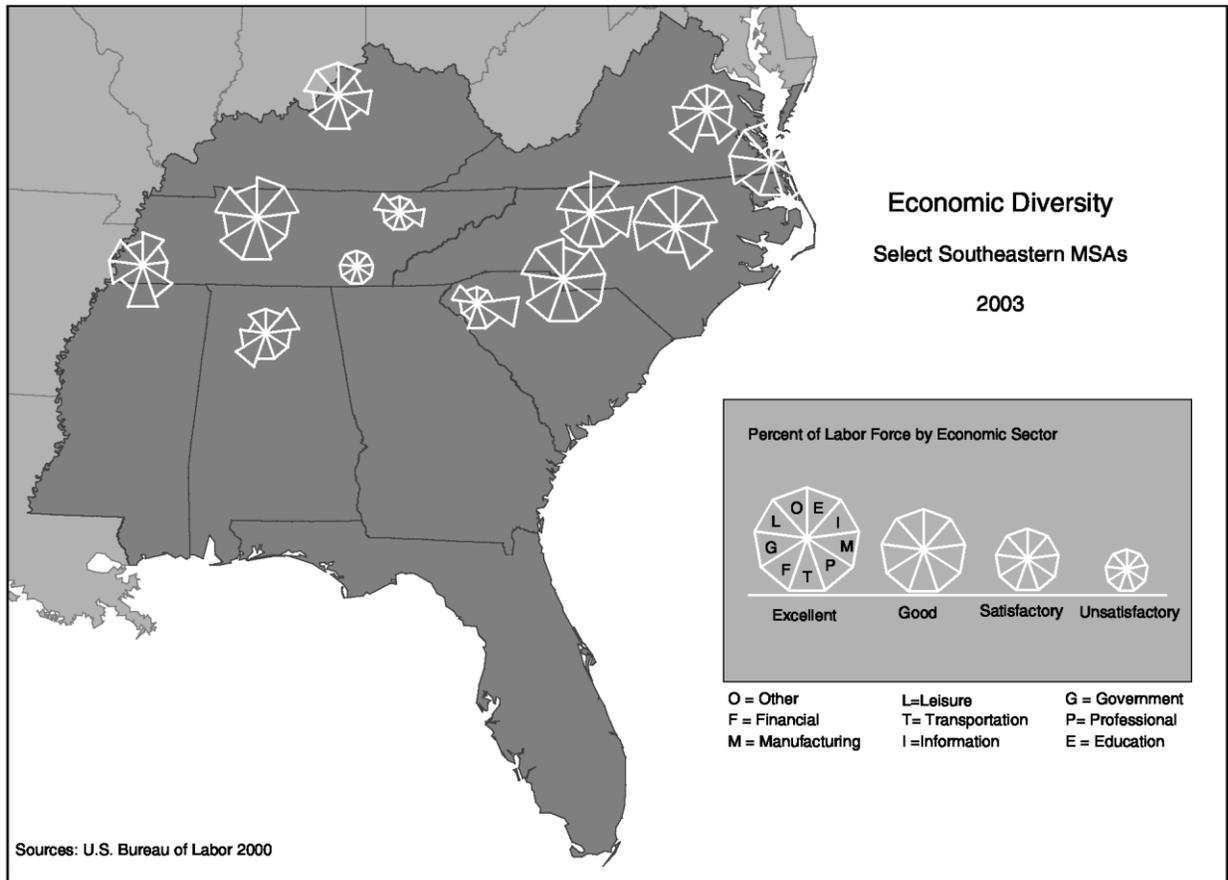 Economic Diversity
Select Southeastern MSAs
2003
Percent of Labor Force by Economic Sector
O E
L I
G M
F P
T
Excellent Good Satisfactory Unsatisfactory
O = Other L=Leisure G = Government
F = Financial T= Transportation P= Professional
M = Manufacturing I =Information E = Education
Sources: U.S. Bureau of Labor 2000